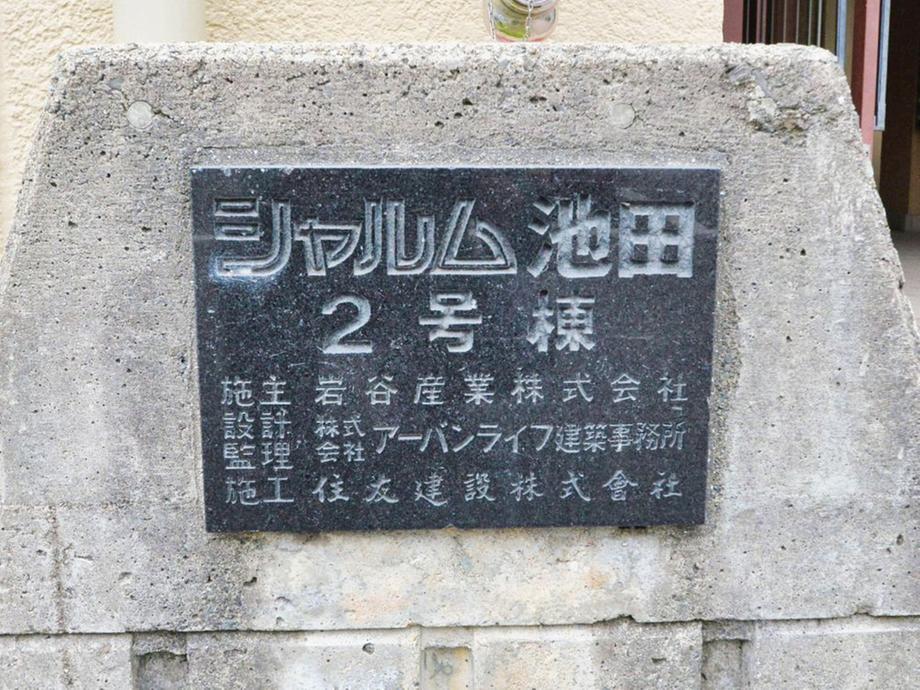 シャルム池田
2号棟
施主 岩谷産業株式会社
設計
監理 株式会社 アーバンライフ建築事務所
施工 住友建設株式會社